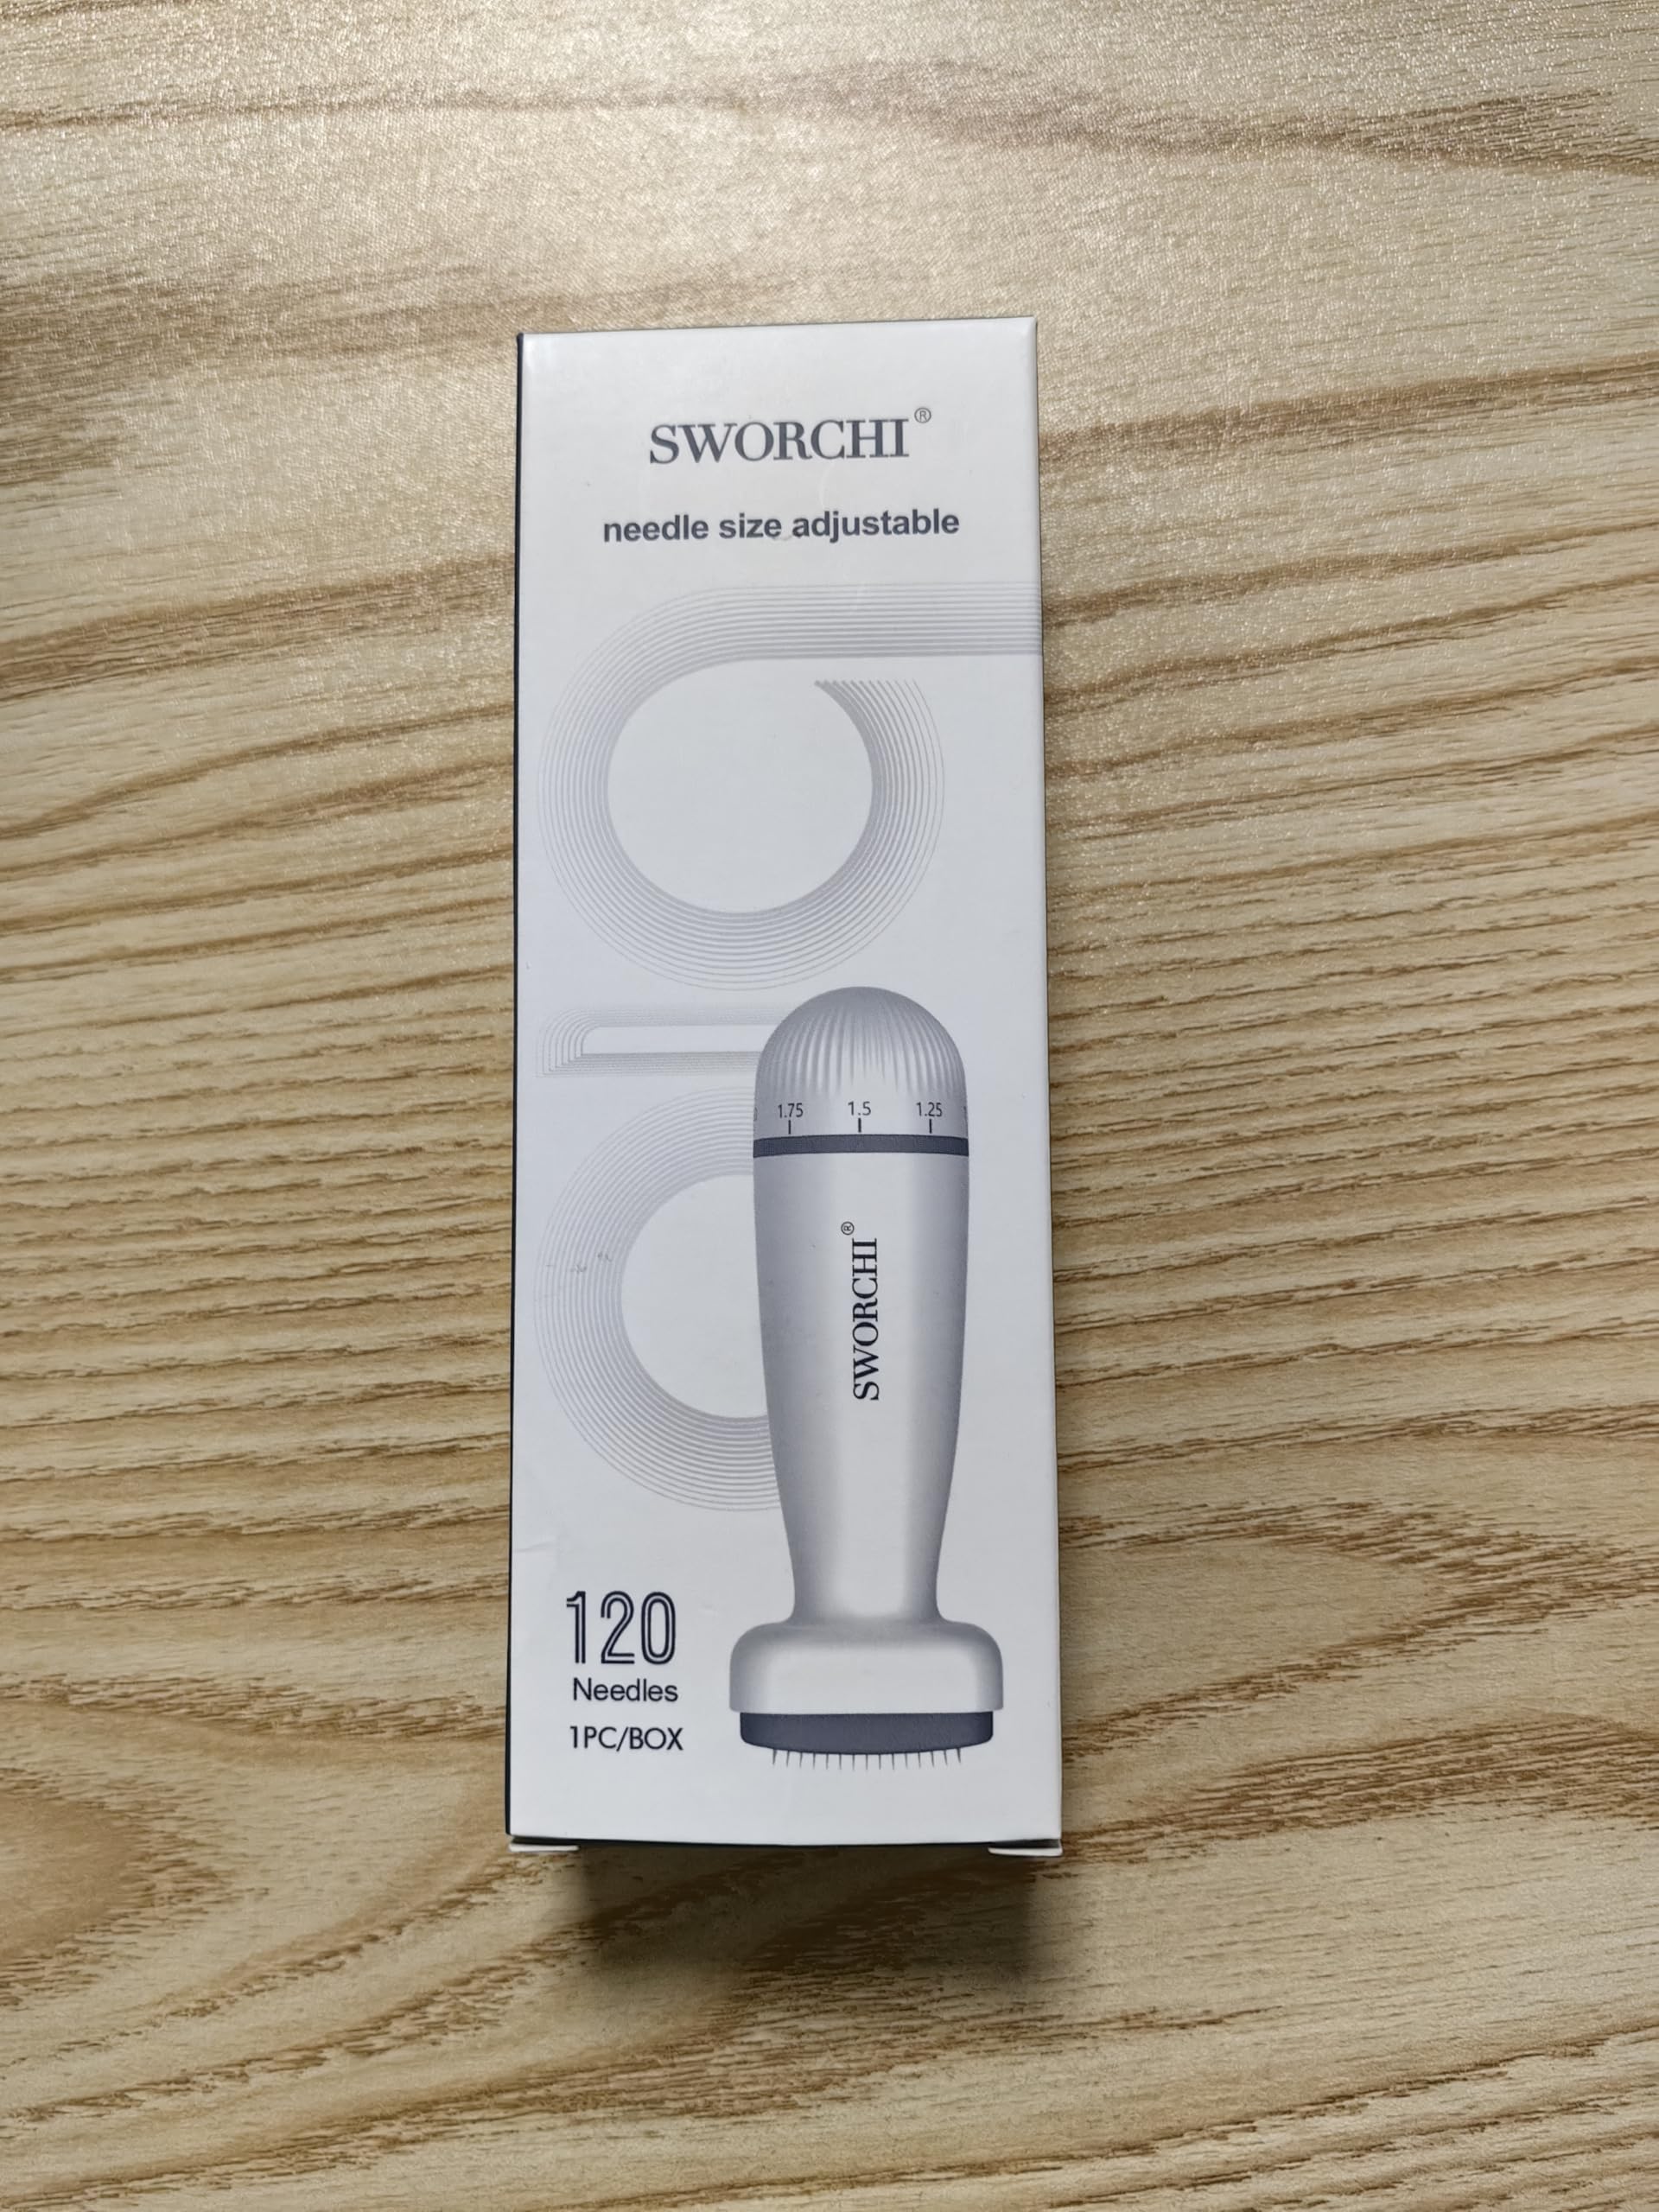 SWORCHI®
needle size adjustable
1.75 1.5 1.25
SWORCHI®
120
Needles
1PC/BOX